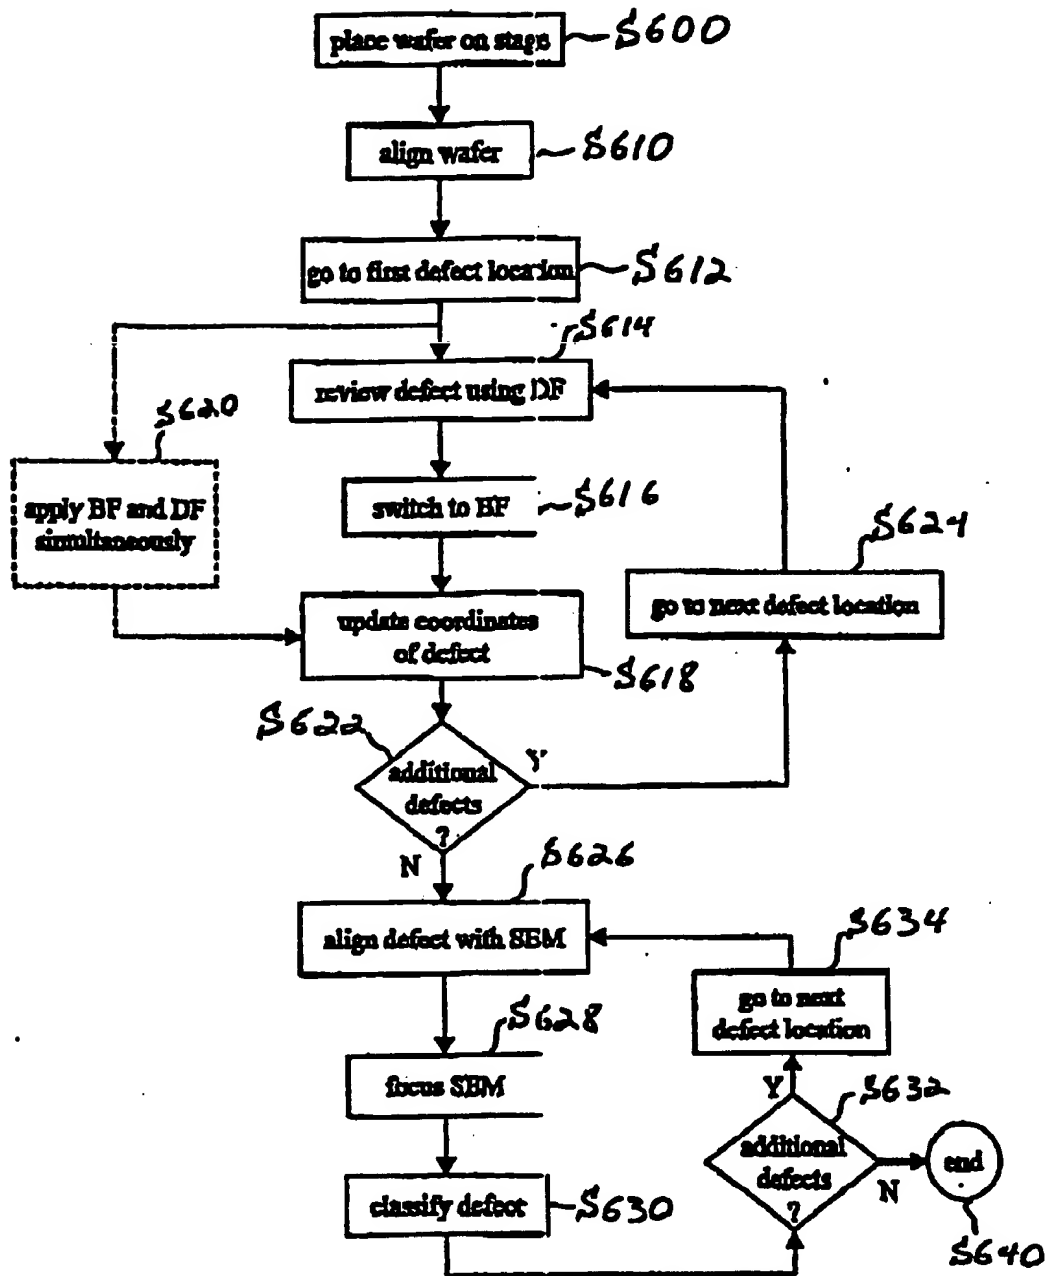 place wafer on stage
S600
align wafer
S610
go to first defect location
S612
S614
review defect using DF
S620
apply BF and DF
simultaneously
switch to BF
S616
S624
go to next defect location
update coordinates
of defect
S618
S622
additional
defects
?
Y
N
S626
align defect with SEM
S634
go to next
defect location
S628
focus SEM
Y
S632
additional
defects
?
N
end
classify defect
S630
S640